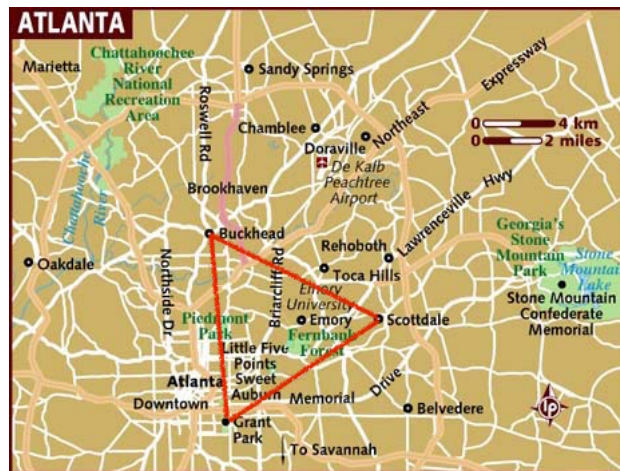 ATLANTA
Marietta
Chattahoochee
River
National
Recreation
Area
Roswell Rd
Sandy Springs
Northeast Expressway
0 4 km
0 2 miles
Chamblee
Doraville
De Kalb
Peachtree
Airport
Brookhaven
Chattahoochee
River
Lawrenceville Hwy
Buckhead
Briarcliff Rd
Rehoboth
Georgia's
Stone
Mountain
Park
Stone
Mountain
Lake
Oakdale
Northside Dr.
Toca Hills
Emory
University
Stone Mountain
Confederate
Memorial
Piedmont
Park
Emory
Scottdale
Fernbank
Forest
Little Five
Points
Sweet
Auburn
Atlanta
Downtown
Memorial Drive
Belvedere
lp
Grant
Park
To Savannah